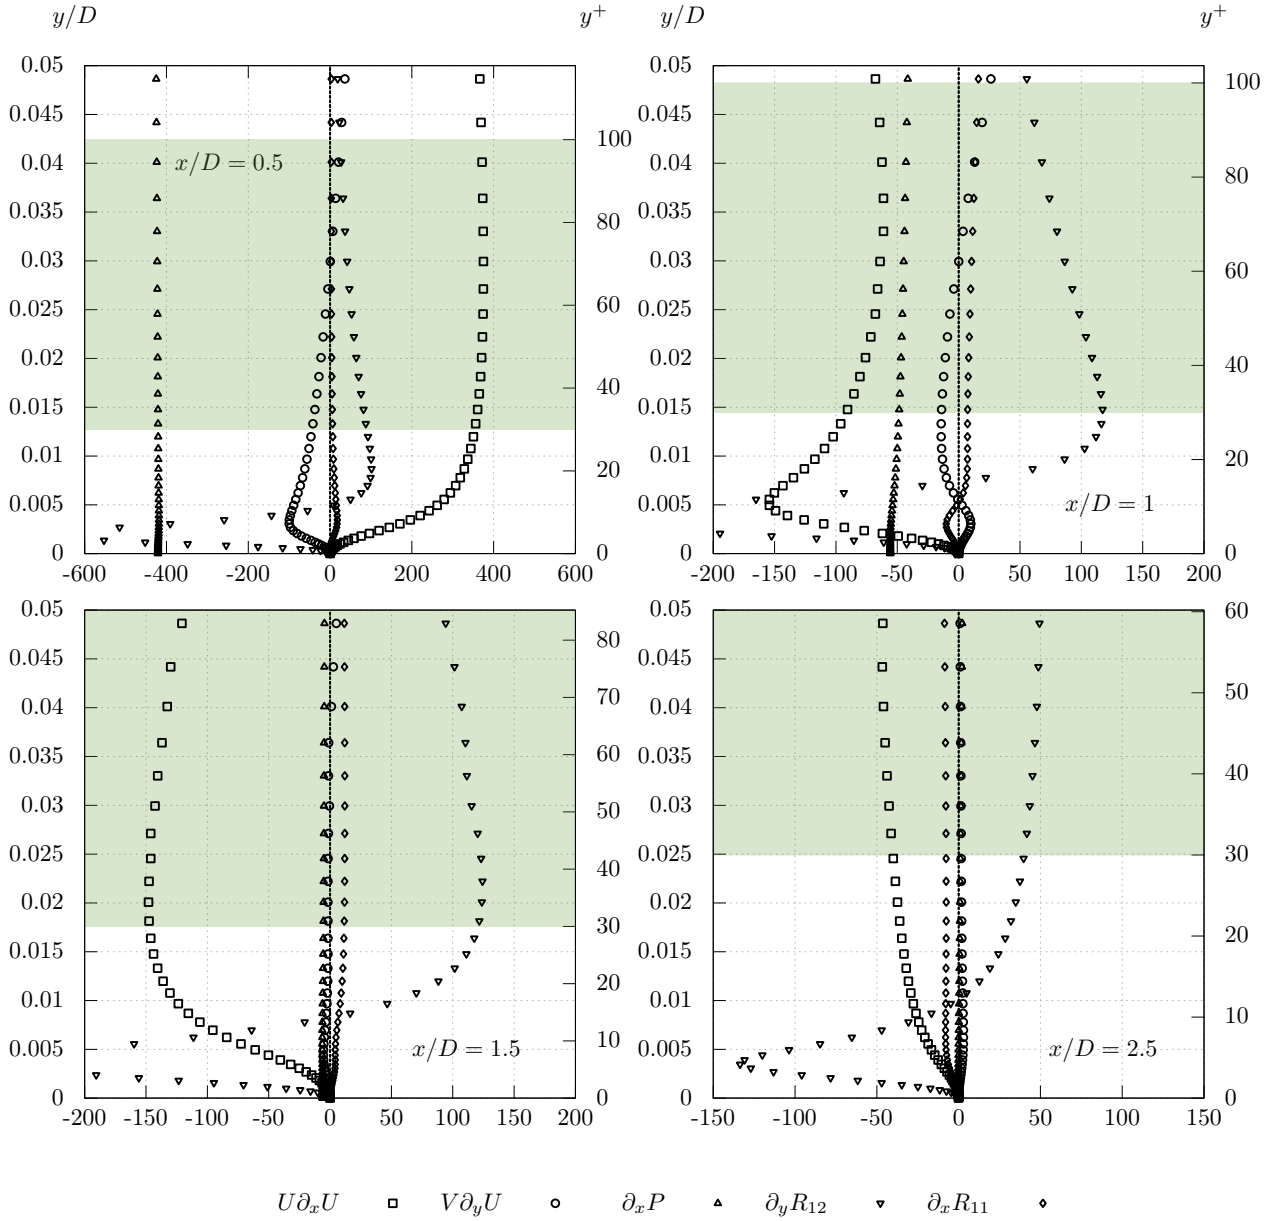 y/D y⁺ y/D y⁺
0.05 0.05
0.045 100 0.045 100
0.04 x/D = 0.5 0.04 80
0.035 80 0.035
0.03 0.03 60
0.025 60 0.025
0.02 40 0.02 40
0.015 0.015
0.01 20 0.01 20
0.005 0.005 x/D = 1
0 0 0 0
-600 -400 -200 0 200 400 600 -200 -150 -100 -50 0 50 100 150 200
0.05 80 0.05 60
0.045 70 0.045 50
0.04 0.04
0.035 60 0.035 40
0.03 50 0.03
0.025 40 0.025 30
0.02 30 0.02 20
0.015 20 0.015
0.01 0.01 10
0.005 x/D = 1.5 10 0.005 x/D = 2.5
0 0 0 0
-200 -150 -100 -50 0 50 100 150 200 -150 -100 -50 0 50 100 150
U∂ₓU V∂ᵧU ∂ₓP ∂ᵧR₁₂ ∂ₓR₁₁